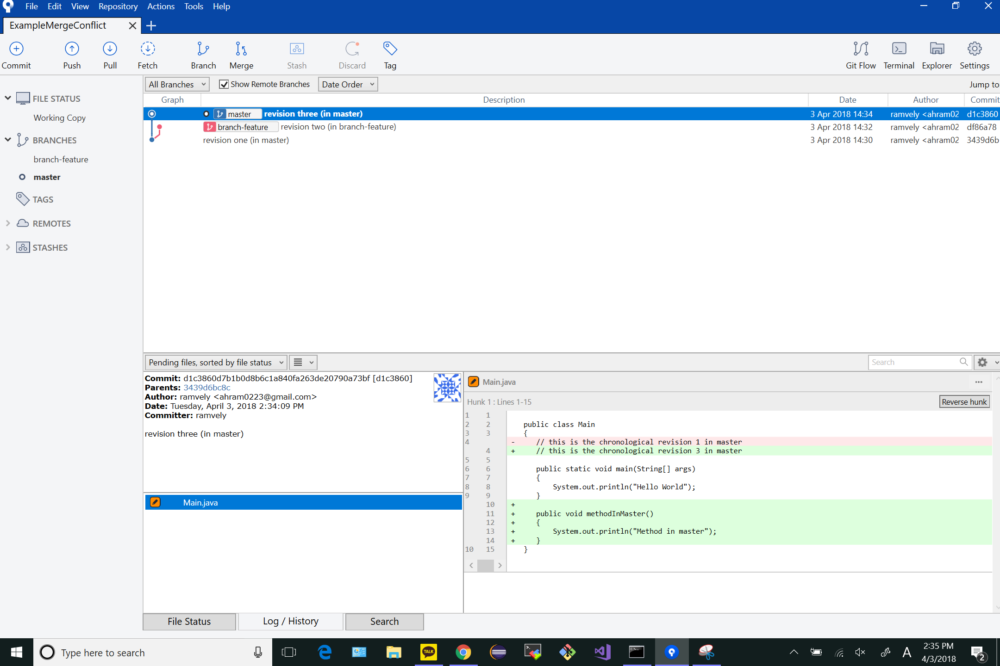 File Edit View Repository Actions Tools Help
ExampleMergeConflict
Commit Push Pull Fetch Branch Merge Stash Discard Tag Git Flow Terminal Explorer Settings
All Branches Show Remote Branches Date Order Jump to
Graph Description Date Author Commit
master revision three (in master) 3 Apr 2018 14:34 ramvely <ahram02 d1c3860
branch-feature revision two (in branch-feature) 3 Apr 2018 14:32 ramvely <ahram02 df86a78
revision one (in master) 3 Apr 2018 14:30 ramvely <ahram02 3439d6b
FILE STATUS
Working Copy
BRANCHES
branch-feature
master
TAGS
REMOTES
STASHES
Pending files, sorted by file status Search
Commit: d1c3860d7b1b0d8b6c1a840fa263de20790a73bf [d1c3860]
Parents: 3439d6bc8c
Author: ramvely <ahram0223@gmail.com>
Date: Tuesday, April 3, 2018 2:34:09 PM
Committer: ramvely
revision three (in master)
Main.java
Main.java ...
Hunk 1 : Lines 1-15 Reverse hunk
1 1
2 2 public class Main
3 3 {
4 - // this is the chronological revision 1 in master
4 + // this is the chronological revision 3 in master
5 5
6 6 public static void main(String[] args)
7 7 {
8 8 System.out.println("Hello World");
9 9 }
10 +
11 + public void methodInMaster()
12 + {
13 + System.out.println("Method in master");
14 + }
10 15 }
File Status Log / History Search
Type here to search
TALK
A
2:35 PM
4/3/2018
2